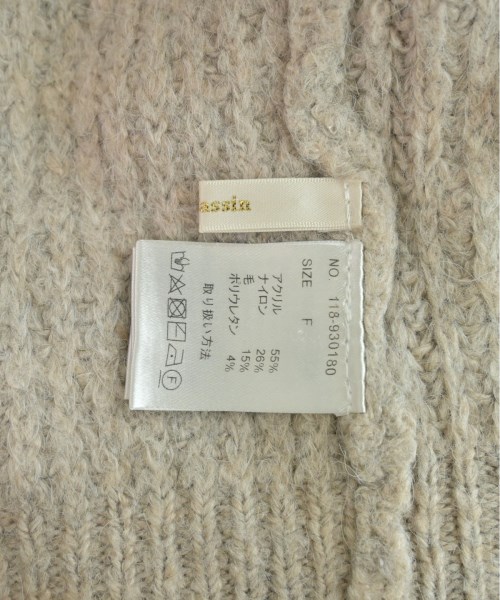 assin
NO. 118-930180
SIZE F
アクリル 55%
ナイロン 26%
毛 15%
ポリウレタン 4%
取り扱い方法
F